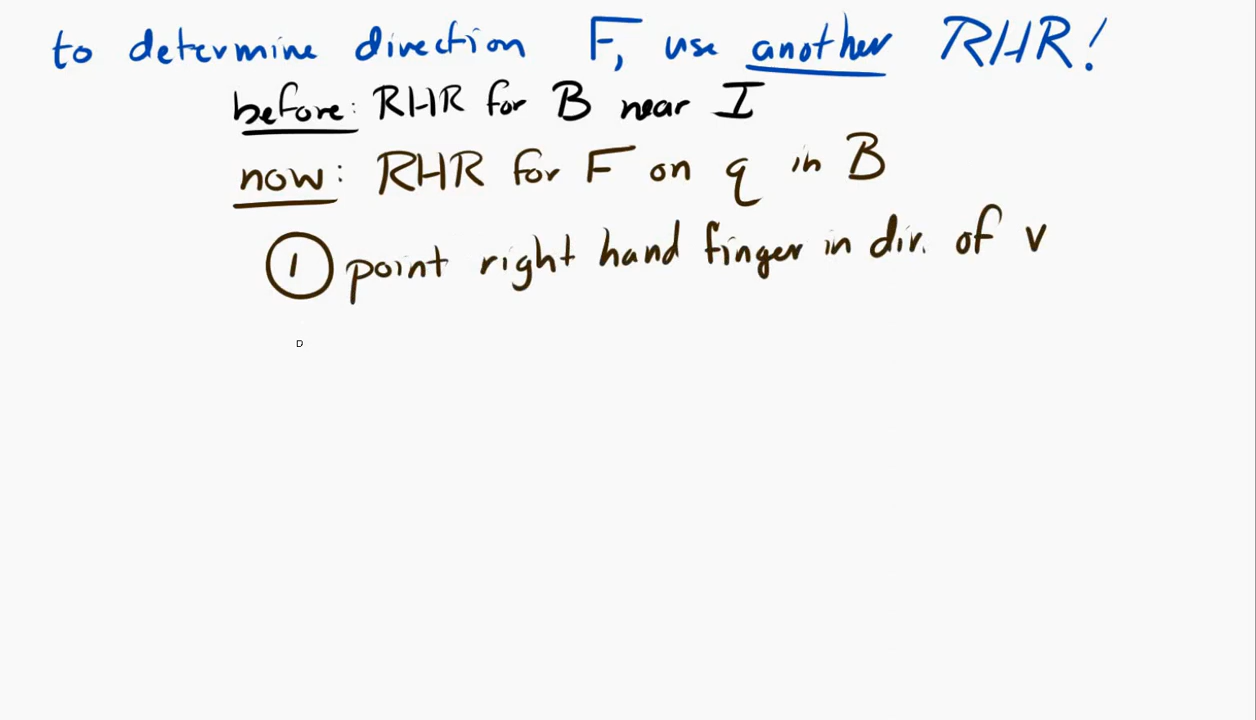 to determine direction F, use another RHR!
before: RHR for B near I
now: RHR for F on q in B
① point right hand finger in dir. of v